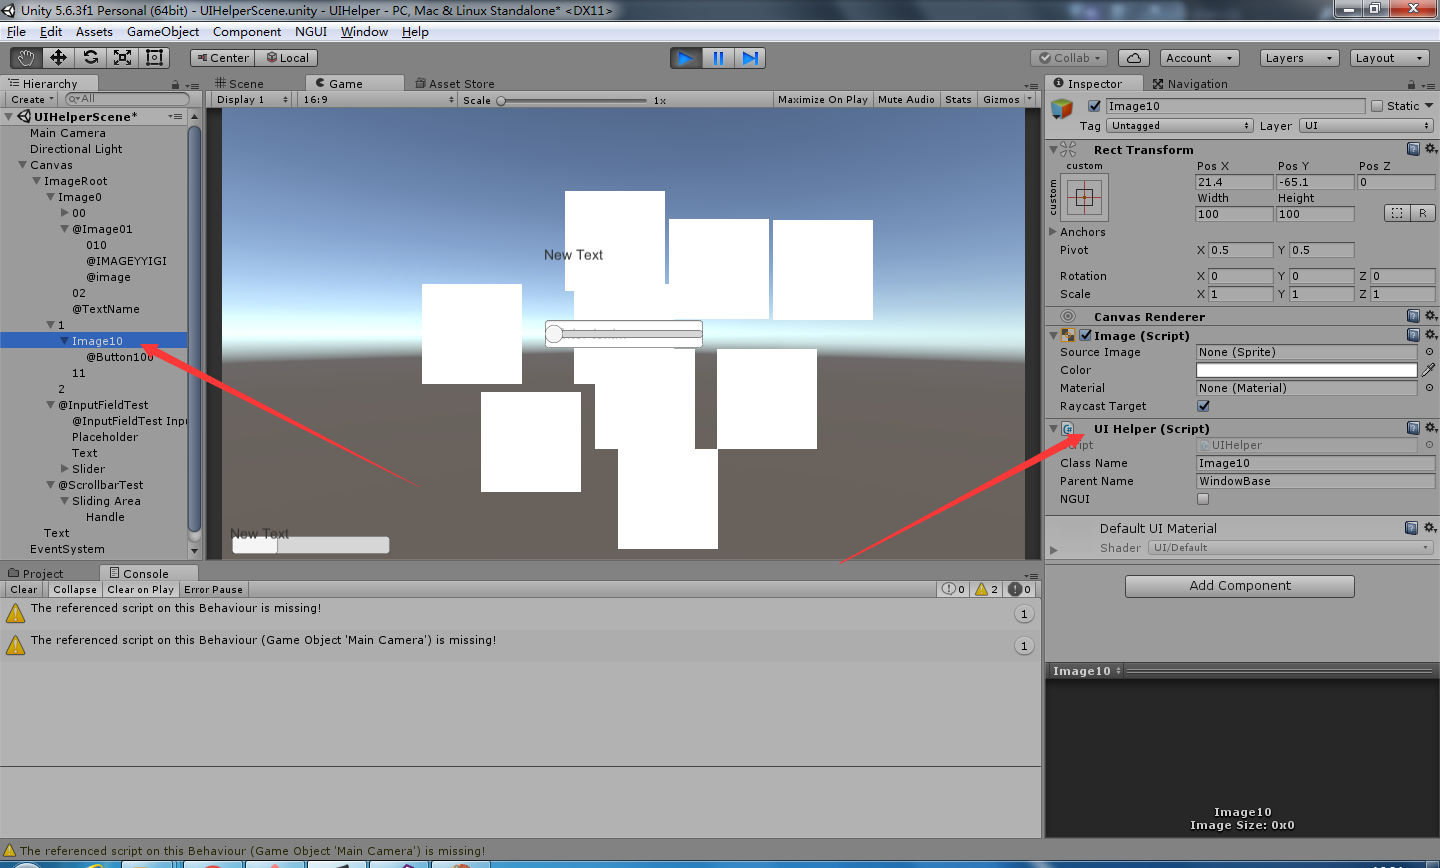 Unity 5.6.3f1 Personal (64bit) - UIHelperScene.unity - UIHelper - PC, Mac & Linux Standalone* <DX11>
File Edit Assets GameObject Component NGUI Window Help
Center Local Collab Account Layers Layout
Hierarchy
Create All
UIHelperScene*
Main Camera
Directional Light
Canvas
ImageRoot
Image0
00
@Image01
010
@IMAGEYYIGI
@image
02
@TextName
1
Image10
@Button100
11
2
@InputFieldTest
@InputFieldTest Inpu
Placeholder
Text
Slider
@ScrollbarTest
Sliding Area
Handle
Text
EventSystem
Scene Game Asset Store
Display 1 16:9 Scale 1x Maximize On Play Mute Audio Stats Gizmos
New Text
New Text
Inspector Navigation
Image10 Static
Tag Untagged Layer UI
Rect Transform
custom
custom
Pos X Pos Y Pos Z
21.4 -65.1 0
Width Height
100 100 R
Anchors
Pivot X 0.5 Y 0.5
Rotation X 0 Y 0 Z 0
Scale X 1 Y 1 Z 1
Canvas Renderer
Image (Script)
Source Image None (Sprite)
Color
Material None (Material)
Raycast Target
UI Helper (Script)
Script UIHelper
Class Name Image10
Parent Name WindowBase
NGUI
Default UI Material
Shader UI/Default
Add Component
Image10
Image10
Image Size: 0x0
Project Console
Clear Collapse Clear on Play Error Pause 0 2 0
The referenced script on this Behaviour is missing! 1
The referenced script on this Behaviour (Game Object 'Main Camera') is missing! 1
The referenced script on this Behaviour (Game Object 'Main Camera') is missing!